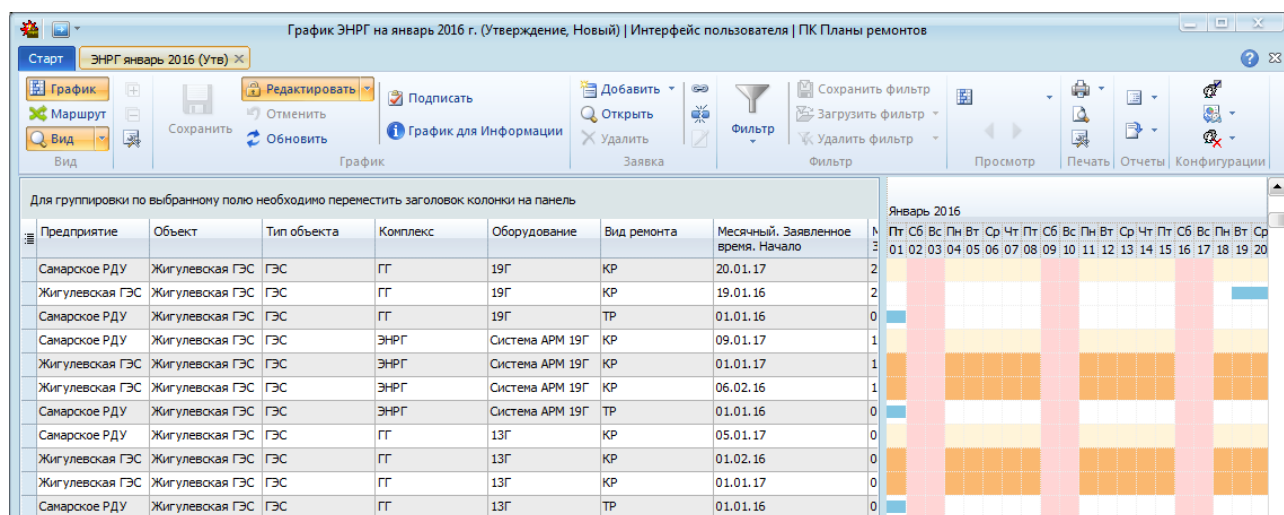 График ЭНРГ на январь 2016 г. (Утверждение, Новый) | Интерфейс пользователя | ПК Планы ремонтов
Старт ЭНРГ январь 2016 (Утв)
График Редактировать Добавить Сохранить фильтр
Подписать
Маршрут Отменить Открыть Загрузить фильтр
Сохранить Фильтр
График для Информации
Вид Обновить Удалить Удалить фильтр
Вид График Заявка Фильтр Просмотр Печать Отчеты Конфигурации
Для группировки по выбранному полю необходимо переместить заголовок колонки на панель
Январь 2016
Предприятие Объект Тип объекта Комплекс Оборудование Вид ремонта Месячный. Заявленное время. Начало
Пт Сб Вс Пн Вт Ср Чт Пт Сб Вс Пн Вт Ср Чт Пт Сб Вс Пн Вт Ср
01 02 03 04 05 06 07 08 09 10 11 12 13 14 15 16 17 18 19 20
Самарское РДУ Жигулевская ГЭС ГЭС ГГ 19Г КР 20.01.17 2
Жигулевская ГЭС Жигулевская ГЭС ГЭС ГГ 19Г КР 19.01.16 2
Самарское РДУ Жигулевская ГЭС ГЭС ГГ 19Г ТР 01.01.16 0
Самарское РДУ Жигулевская ГЭС ГЭС ЭНРГ Система АРМ 19Г КР 09.01.17 1
Жигулевская ГЭС Жигулевская ГЭС ГЭС ЭНРГ Система АРМ 19Г КР 01.01.17 1
Жигулевская ГЭС Жигулевская ГЭС ГЭС ЭНРГ Система АРМ 19Г КР 06.02.16 1
Самарское РДУ Жигулевская ГЭС ГЭС ЭНРГ Система АРМ 19Г ТР 01.01.16 0
Самарское РДУ Жигулевская ГЭС ГЭС ГГ 13Г КР 05.01.17 0
Жигулевская ГЭС Жигулевская ГЭС ГЭС ГГ 13Г КР 01.02.16 0
Жигулевская ГЭС Жигулевская ГЭС ГЭС ГГ 13Г КР 01.01.17 0
Самарское РДУ Жигулевская ГЭС ГЭС ГГ 13Г ТР 01.01.16 0